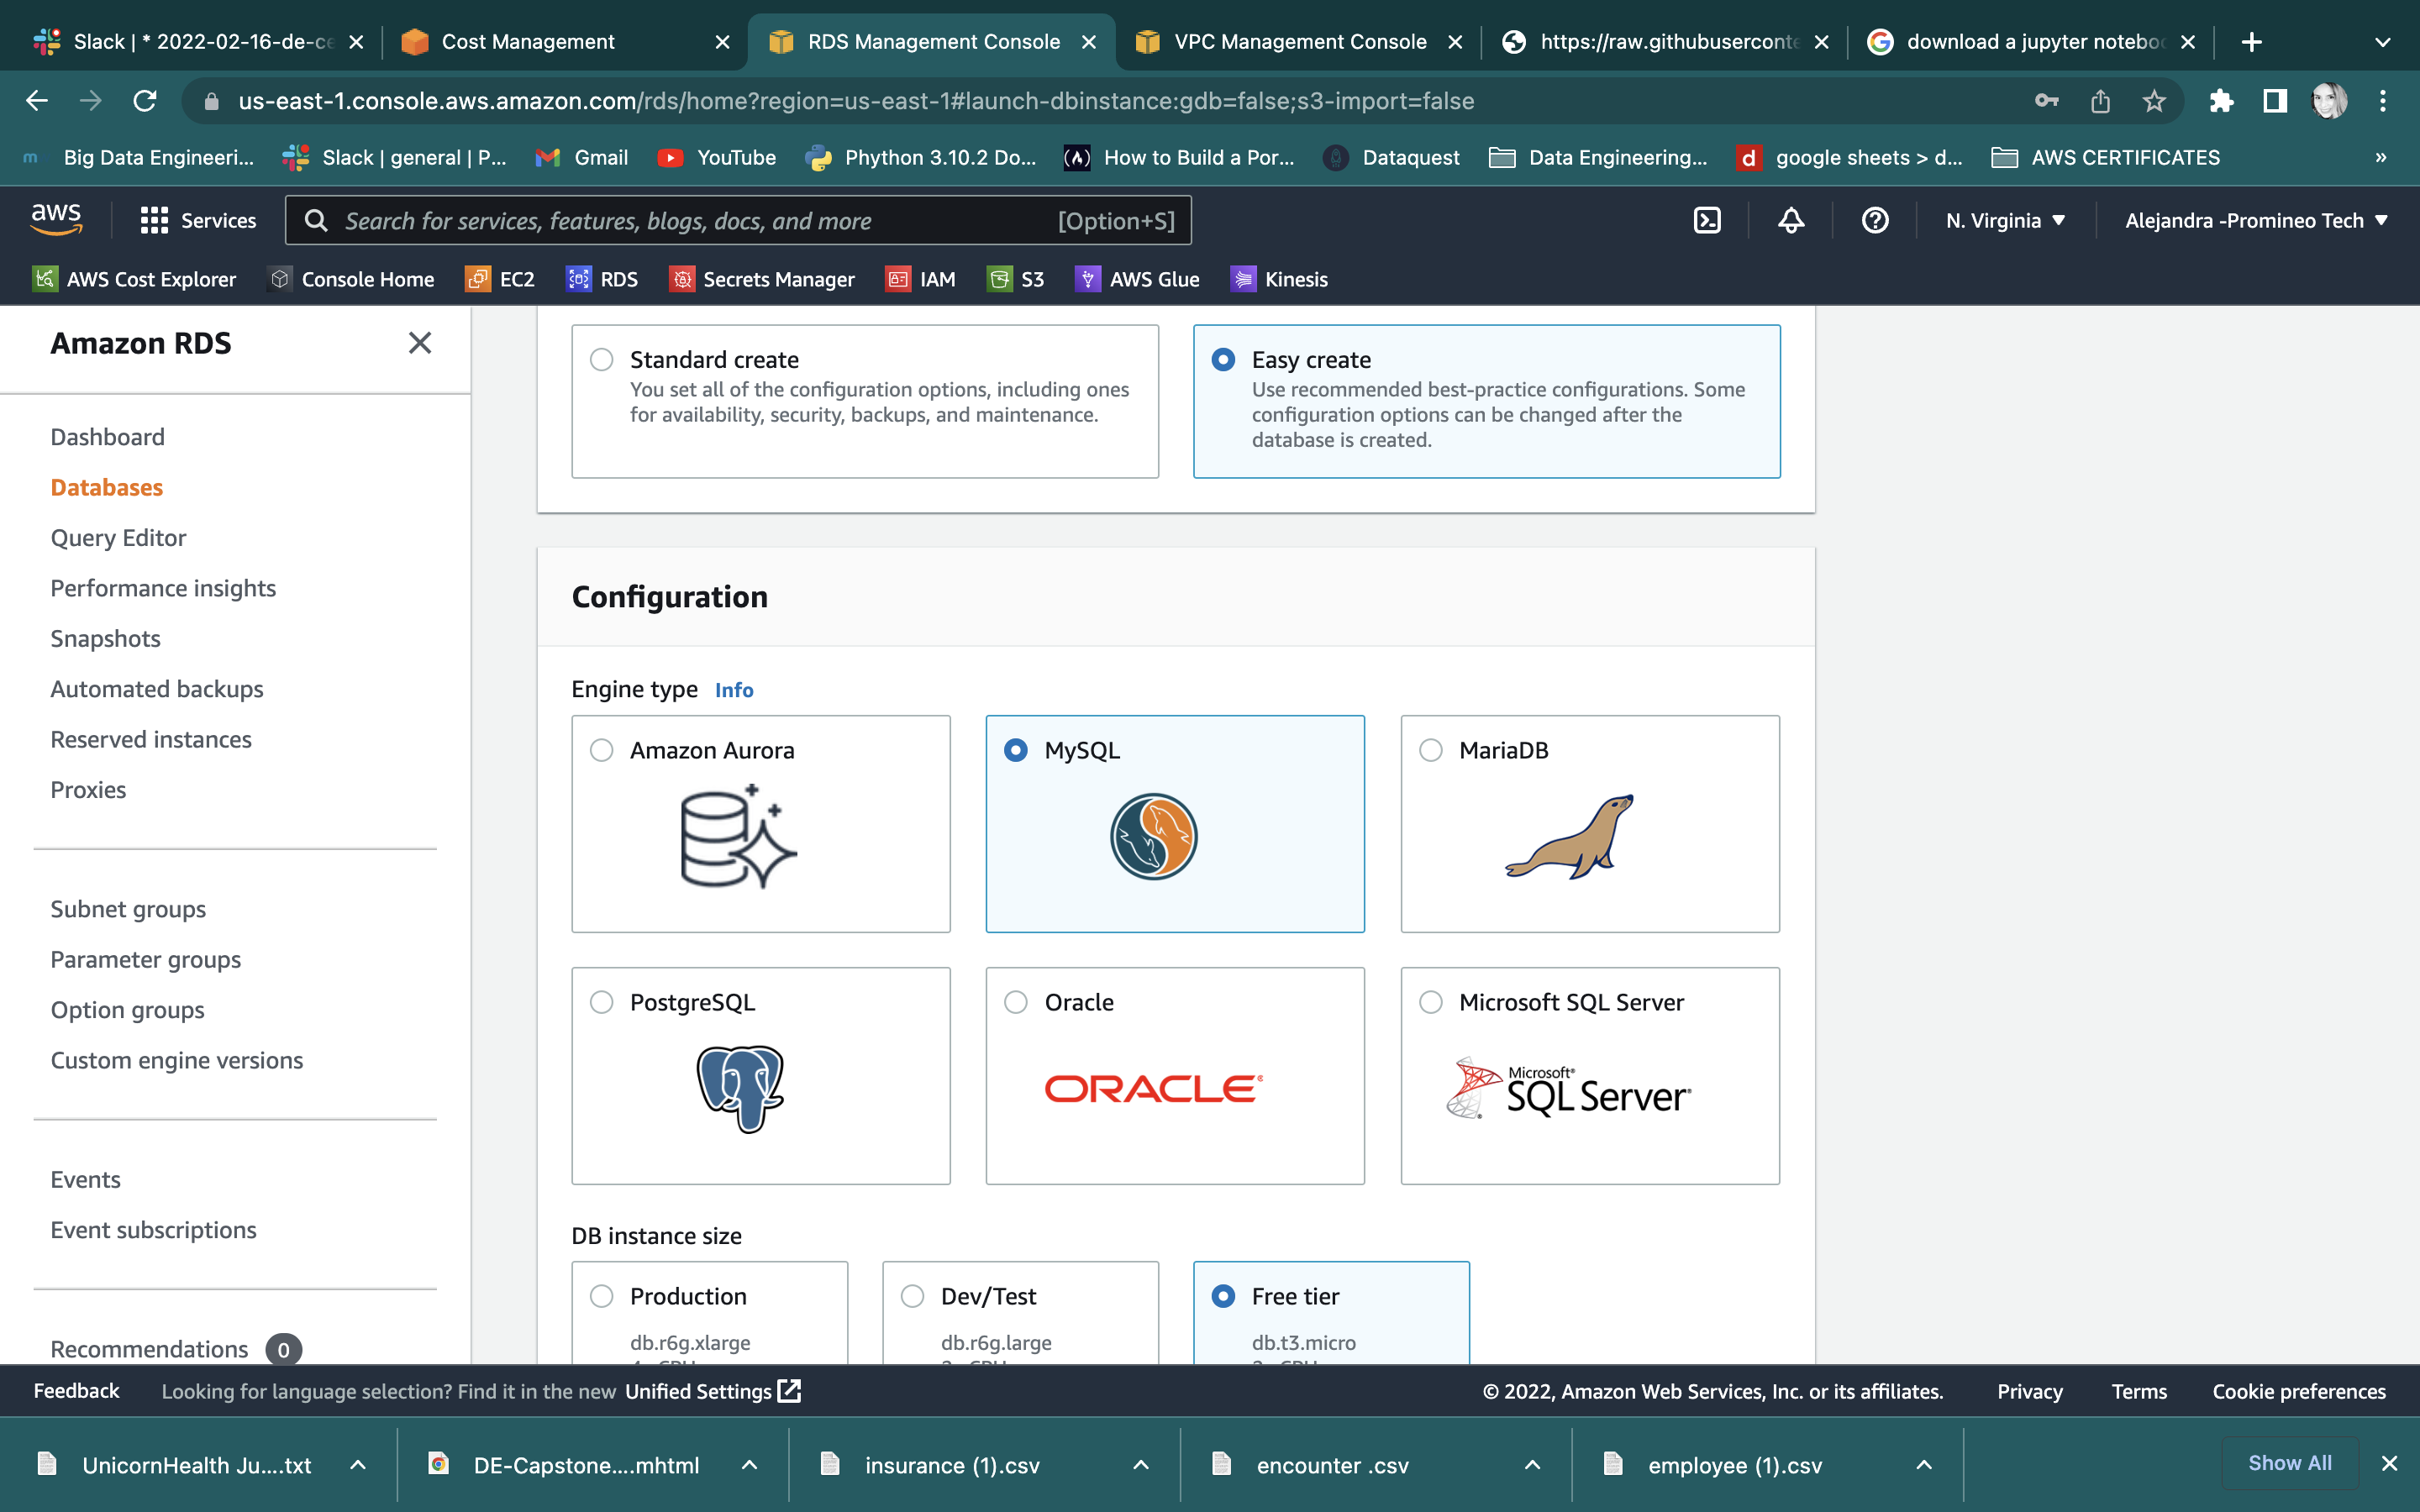 Slack | * 2022-02-16-de-ce
Cost Management
RDS Management Console
VPC Management Console
https://raw.githubuserconte
download a jupyter notebo
us-east-1.console.aws.amazon.com/rds/home?region=us-east-1#launch-dbinstance:gdb=false;s3-import=false
m Big Data Engineeri...
Slack | general | P...
Gmail
YouTube
Phython 3.10.2 Do...
How to Build a Por...
Dataquest
Data Engineering...
d google sheets > d...
AWS CERTIFICATES
»
aws
Services
Search for services, features, blogs, docs, and more [Option+S]
N. Virginia
Alejandra -Promineo Tech
AWS Cost Explorer
Console Home
EC2
RDS
Secrets Manager
IAM
S3
AWS Glue
Kinesis
Amazon RDS
Dashboard
Databases
Query Editor
Performance insights
Snapshots
Automated backups
Reserved instances
Proxies
Subnet groups
Parameter groups
Option groups
Custom engine versions
Events
Event subscriptions
Recommendations 0
Standard create
You set all of the configuration options, including ones
for availability, security, backups, and maintenance.
Easy create
Use recommended best-practice configurations. Some
configuration options can be changed after the
database is created.
Configuration
Engine type Info
Amazon Aurora
MySQL
MariaDB
PostgreSQL
Oracle
ORACLE
Microsoft SQL Server
Microsoft®
SQL Server
DB instance size
Production
db.r6g.xlarge
Dev/Test
db.r6g.large
Free tier
db.t3.micro
Feedback
Looking for language selection? Find it in the new Unified Settings
© 2022, Amazon Web Services, Inc. or its affiliates.
Privacy
Terms
Cookie preferences
UnicornHealth Ju....txt
DE-Capstone....mhtml
insurance (1).csv
encounter .csv
employee (1).csv
Show All